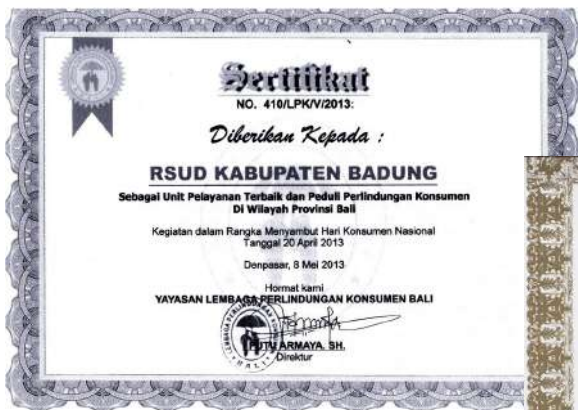 Sertifikat
NO. 410/LPK/V/2013:
Diberikan Kepada :
RSUD KABUPATEN BADUNG
Sebagai Unit Pelayanan Terbaik dan Peduli Perlindungan Konsumen
Di Wilayah Provinsi Bali
Kegiatan dalam Rangka Menyambut Hari Konsumen Nasional
Tanggal 20 April 2013
Denpasar, 8 Mei 2013
Hormat kami
YAYASAN LEMBAGA PERLINDUNGAN KONSUMEN BALI
PUTU ARMAYA, SH.
Direktur